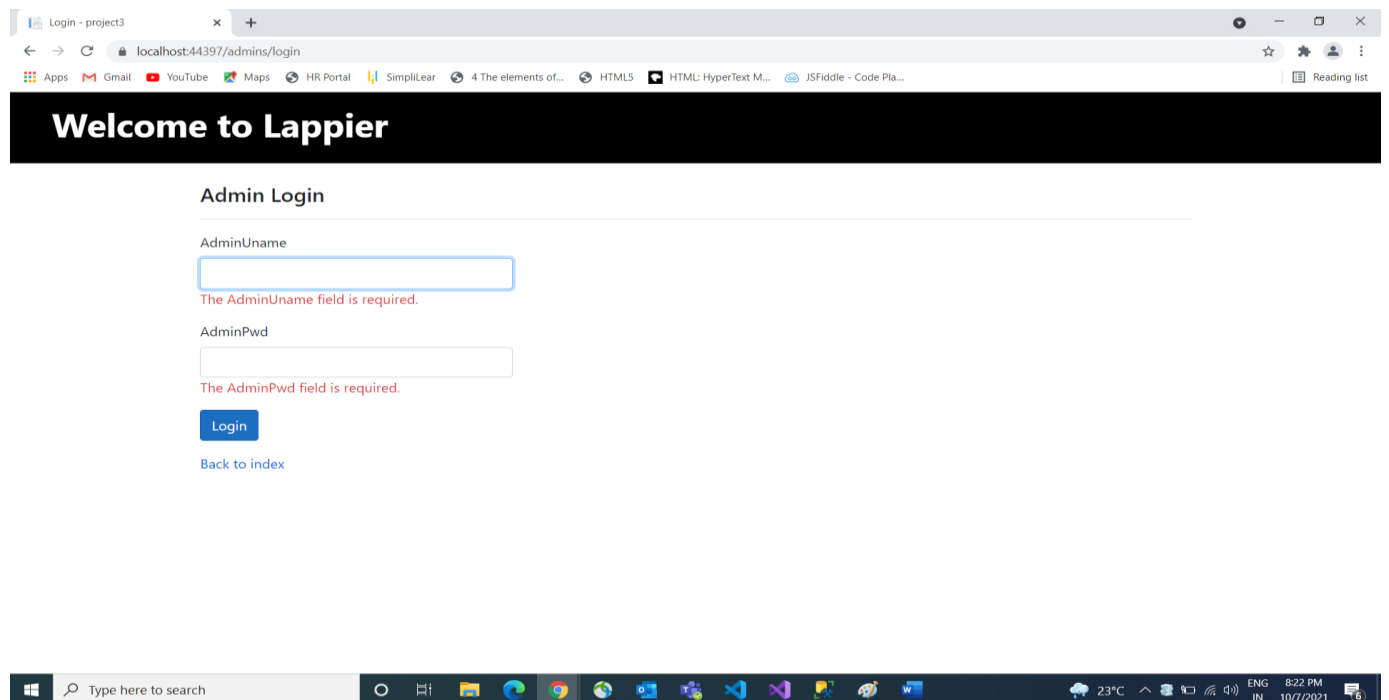 Login - project3
localhost:44397/admins/login
Apps Gmail YouTube Maps HR Portal SimpliLear 4 The elements of... HTML5 HTML: HyperText M... JSFiddle - Code Pla... Reading list
Welcome to Lappier
Admin Login
AdminUname
The AdminUname field is required.
AdminPwd
The AdminPwd field is required.
Login
Back to index
Type here to search
23°C
ENG
IN
8:22 PM
10/7/2021
6